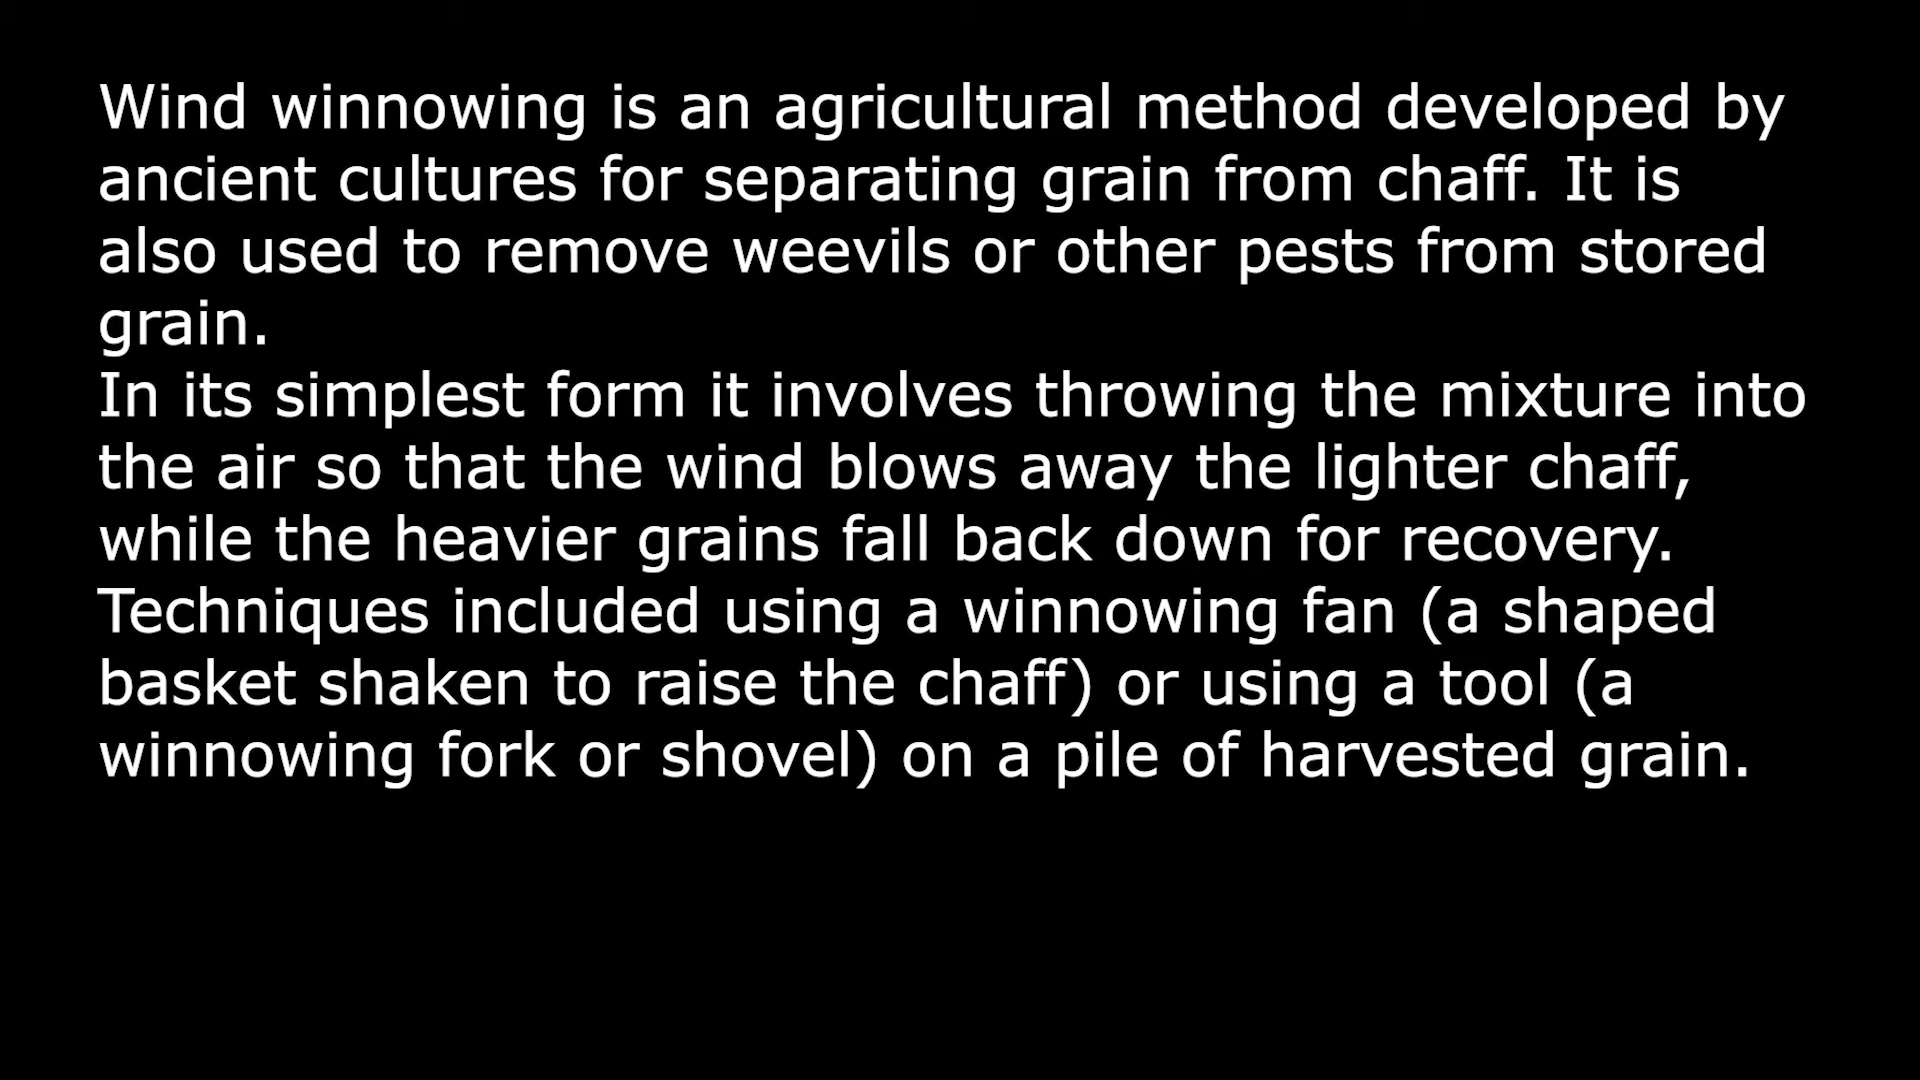 Wind winnowing is an agricultural method developed by
ancient cultures for separating grain from chaff. It is
also used to remove weevils or other pests from stored
grain.
In its simplest form it involves throwing the mixture into
the air so that the wind blows away the lighter chaff,
while the heavier grains fall back down for recovery.
Techniques included using a winnowing fan (a shaped
basket shaken to raise the chaff) or using a tool (a
winnowing fork or shovel) on a pile of harvested grain.